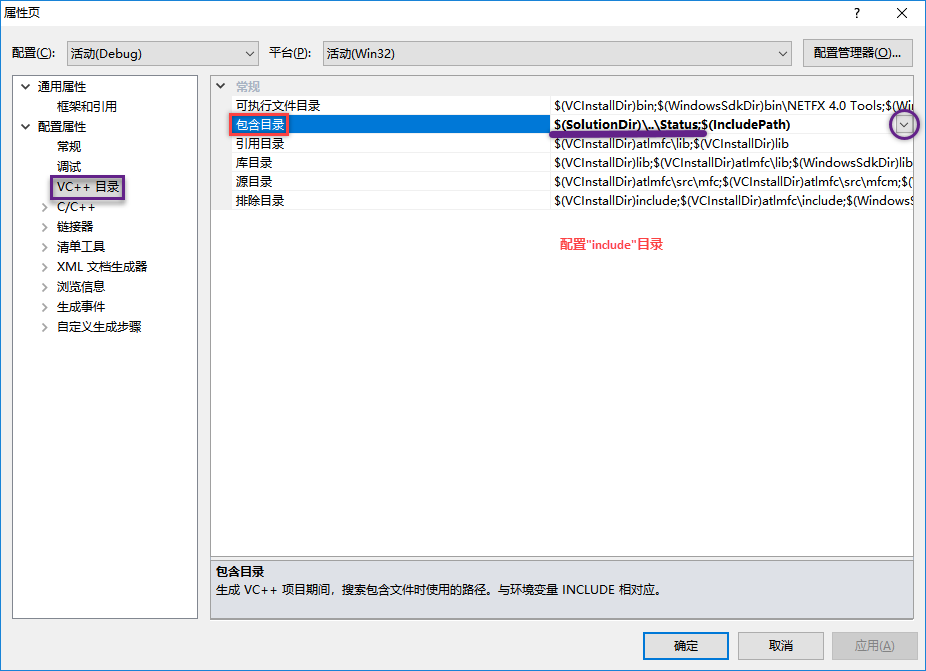 属性页
配置(C):
活动(Debug)
平台(P):
活动(Win32)
配置管理器(O)...
通用属性
框架和引用
配置属性
常规
调试
VC++ 目录
C/C++
链接器
清单工具
XML 文档生成器
浏览信息
生成事件
自定义生成步骤
常规
可执行文件目录 $(VCInstallDir)bin;$(WindowsSdkDir)bin\NETFX 4.0 Tools;$(Win
包含目录 $(SolutionDir)\..\Status;$(IncludePath)
引用目录 $(VCInstallDir)atlmfc\lib;$(VCInstallDir)lib
库目录 $(VCInstallDir)lib;$(VCInstallDir)atlmfc\lib;$(WindowsSdkDir)lib
源目录 $(VCInstallDir)atlmfc\src\mfc;$(VCInstallDir)atlmfc\src\mfcm;$(
排除目录 $(VCInstallDir)include;$(VCInstallDir)atlmfc\include;$(WindowsS
配置"include"目录
包含目录
生成 VC++ 项目期间，搜索包含文件时使用的路径。与环境变量 INCLUDE 相对应。
确定
取消
应用(A)